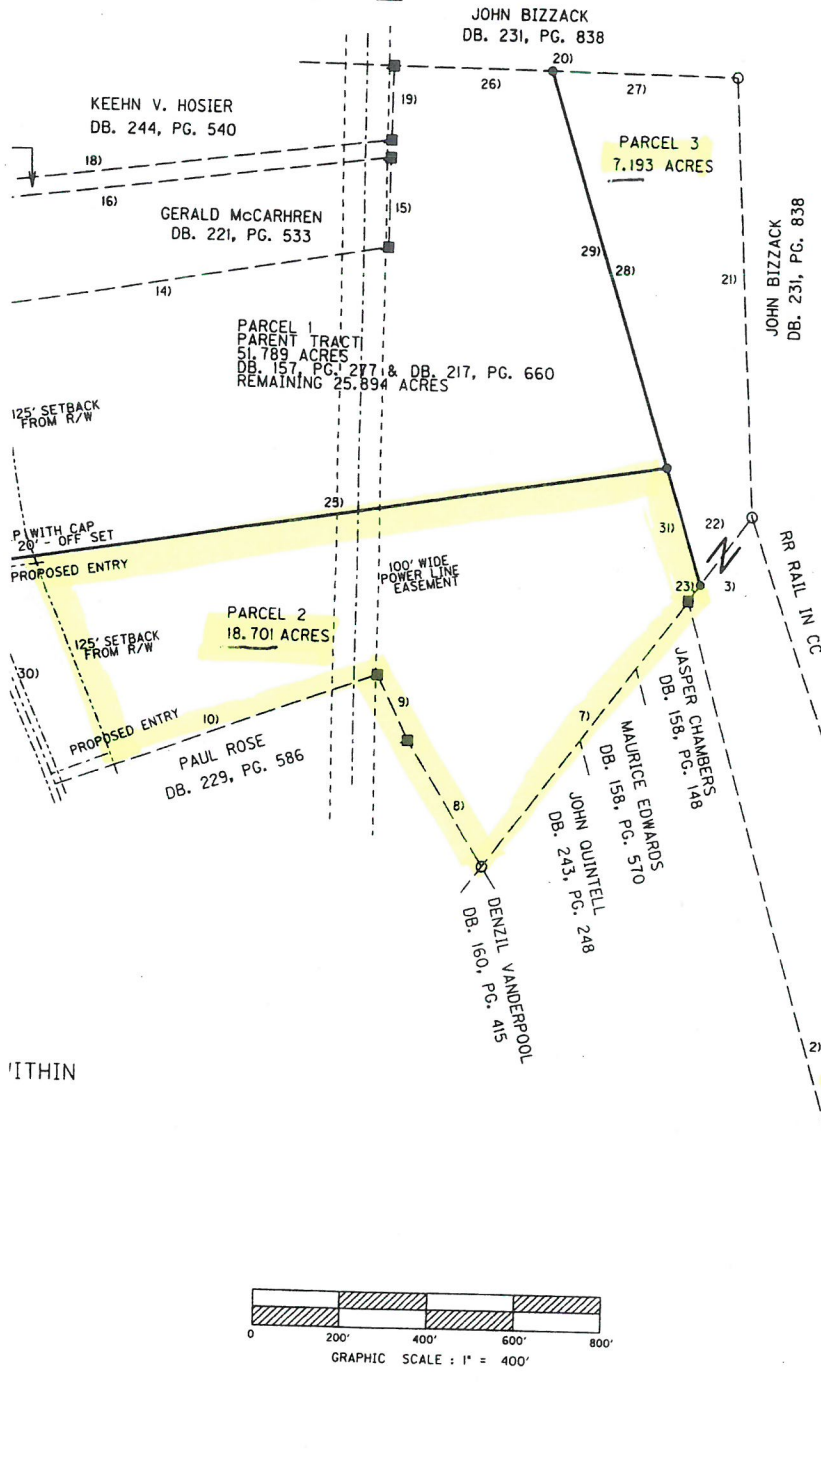 JOHN BIZZACK
DB. 231, PG. 838
20)
26)
27)
19)
KEEHN V. HOSIER
DB. 244, PG. 540
PARCEL 3
7.193 ACRES
18)
16)
15)
GERALD McCARHREN
DB. 221, PG. 533
JOHN BIZZACK
DB. 231, PG. 838
29)
28)
21)
14)
PARCEL 1
PARENT TRACT
51.789 ACRES
DB. 157, PG. 277 & DB. 217, PG. 660
REMAINING 25.894 ACRES
125' SETBACK
FROM R/W
25)
P WITH CAP
20' - OFF SET
PROPOSED ENTRY
31)
22)
RR RAIL IN CC
100' WIDE
POWER LINE
EASEMENT
23)
3)
PARCEL 2
18.701 ACRES
125' SETBACK
FROM R/W
30)
9)
7)
JASPER CHAMBERS
DB. 158, PG. 148
PROPOSED ENTRY
10)
PAUL ROSE
DB. 229, PG. 586
MAURICE EDWARDS
DB. 158, PG. 570
8)
JOHN QUINTELL
DB. 243, PG. 248
DENZIL VANDERPOOL
DB. 160, PG. 415
2)
ITHIN
0 200' 400' 600' 800'
GRAPHIC SCALE : 1" = 400'